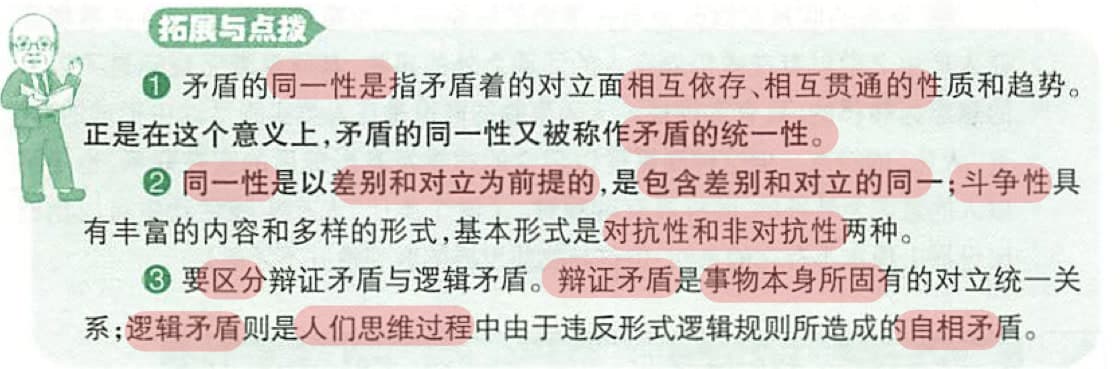 拓展与点拨
❶ 矛盾的同一性是指矛盾着的对立面相互依存、相互贯通的性质和趋势。
正是在这个意义上,矛盾的同一性又被称作矛盾的统一性。
❷ 同一性是以差别和对立为前提的,是包含差别和对立的同一;斗争性具
有丰富的内容和多样的形式,基本形式是对抗性和非对抗性两种。
❸ 要区分辩证矛盾与逻辑矛盾。辩证矛盾是事物本身所固有的对立统一关
系;逻辑矛盾则是人们思维过程中由于违反形式逻辑规则所造成的自相矛盾。